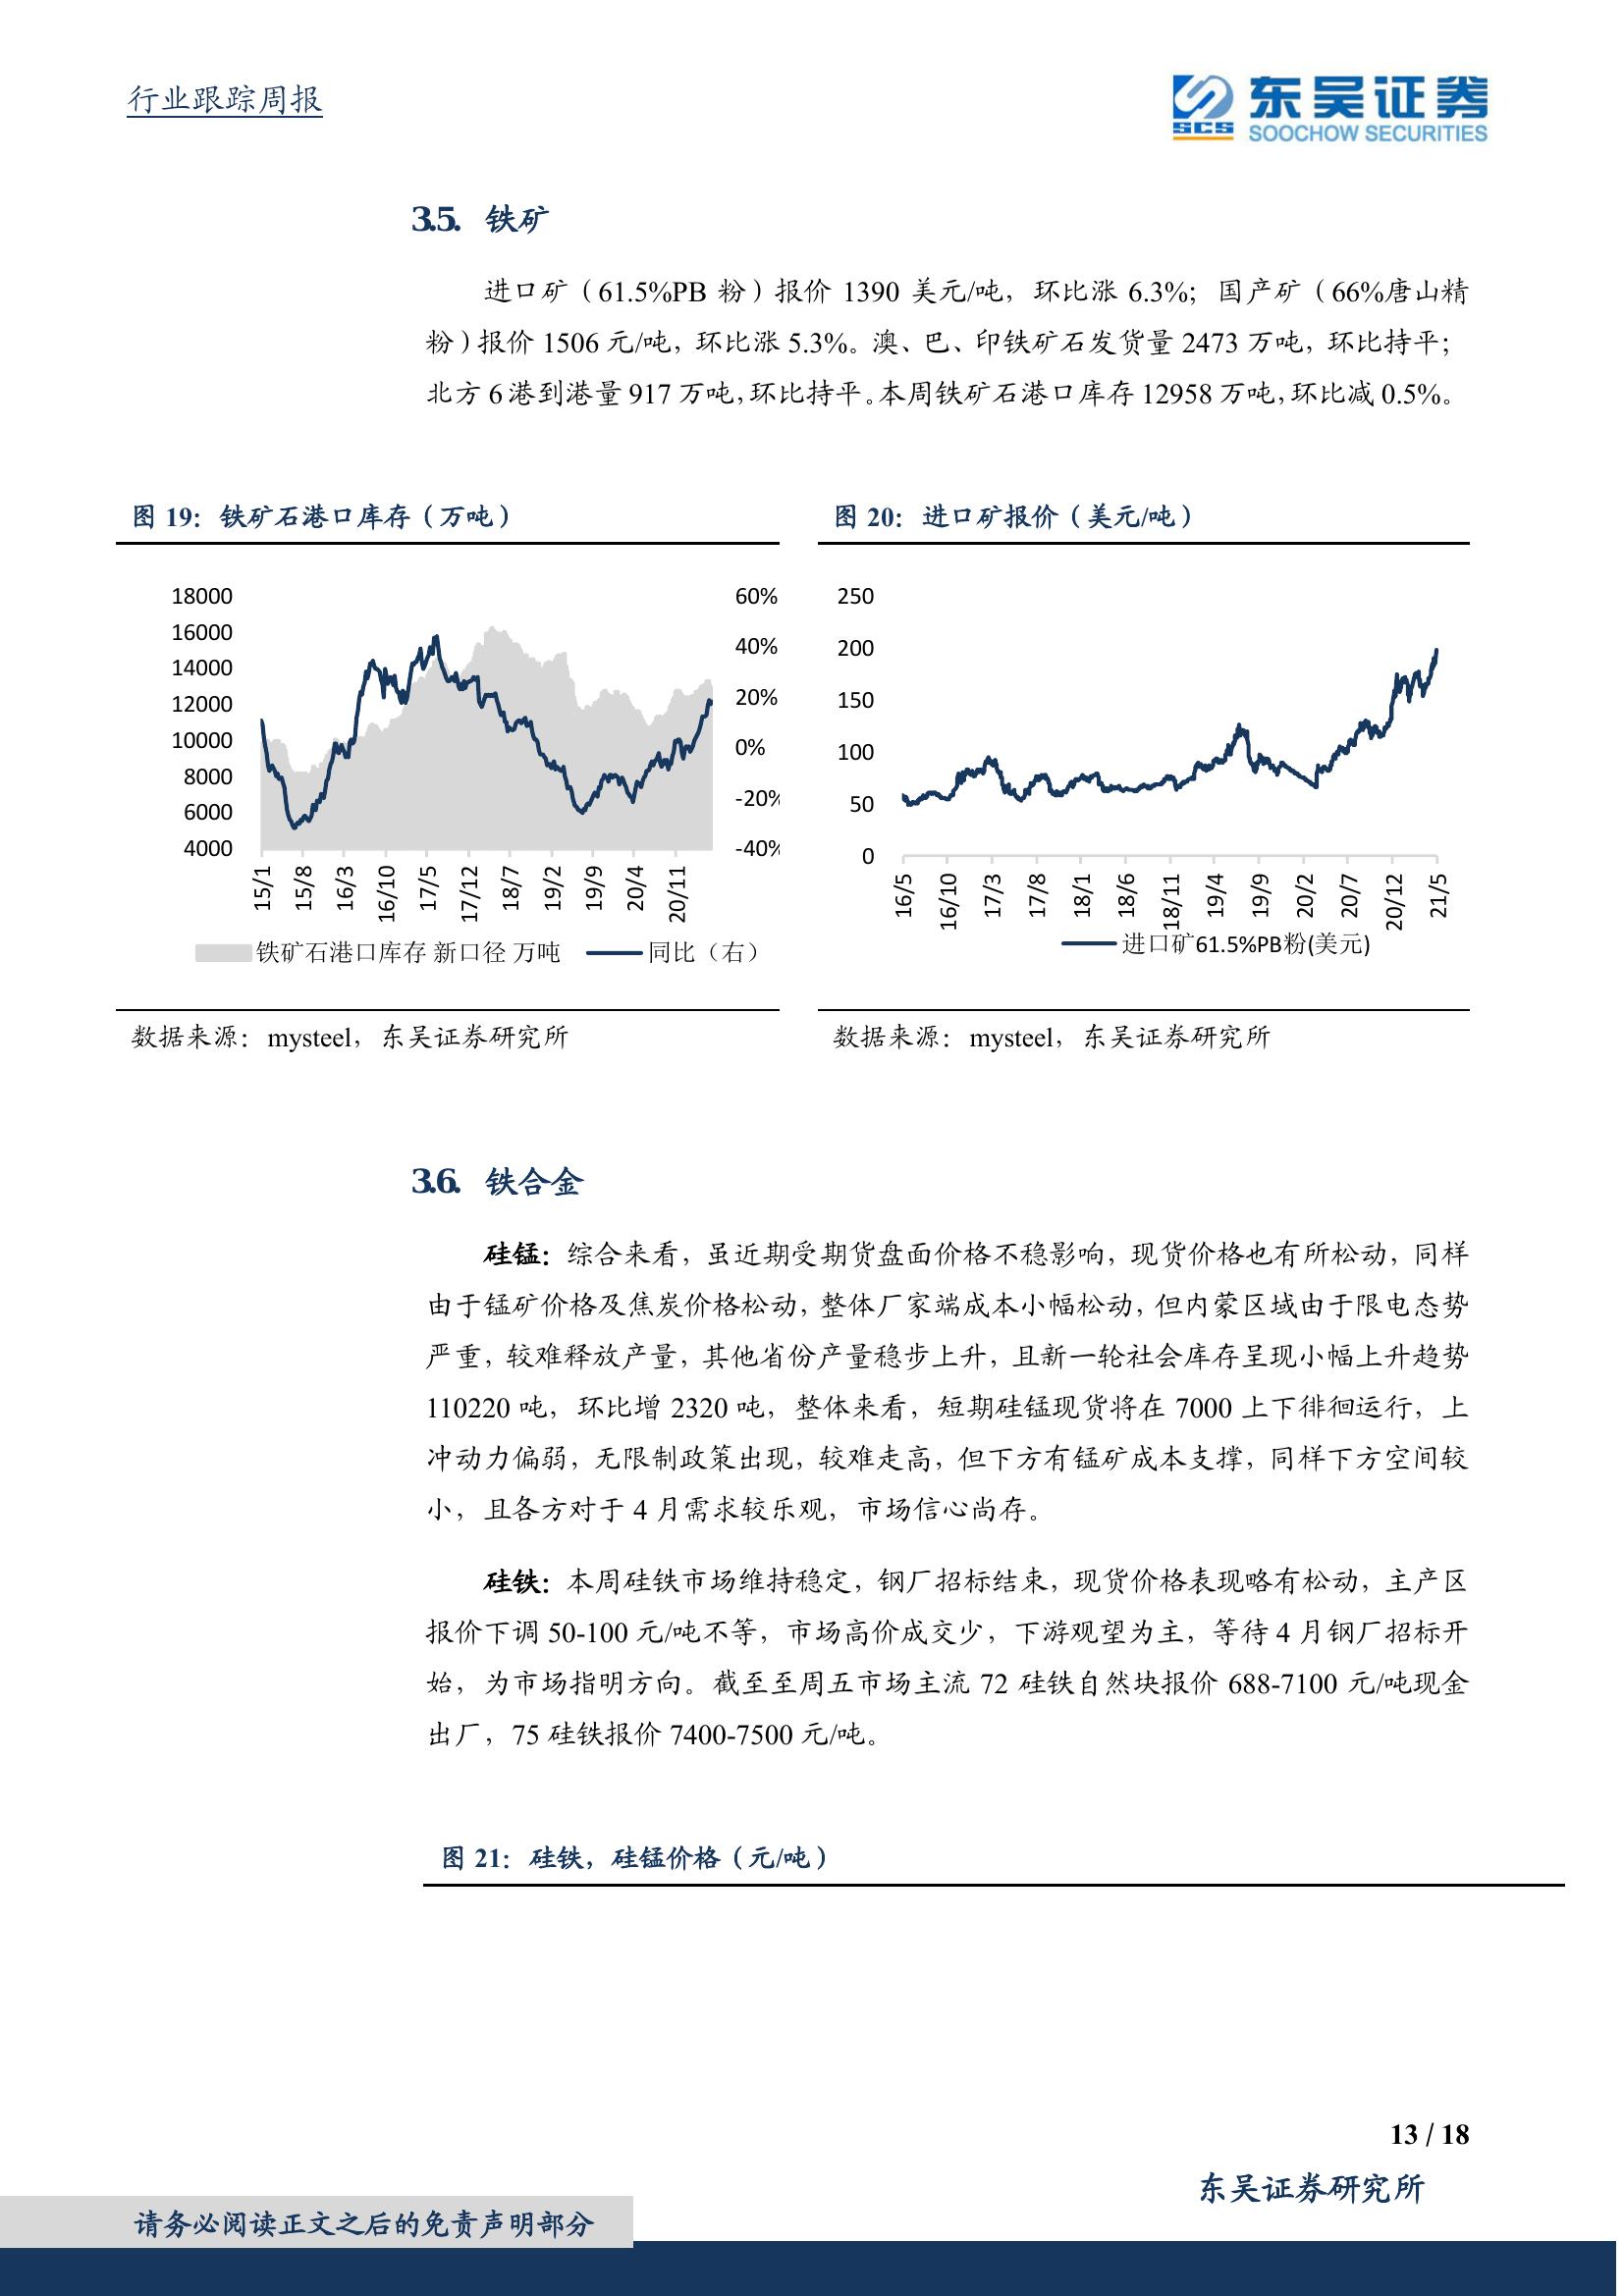 行业跟踪周报
SCS
东吴证券
SOOCHOW SECURITIES
3.5. 铁矿
进口矿（61.5%PB 粉）报价 1390 美元/吨，环比涨 6.3%；国产矿（66%唐山精
粉）报价 1506 元/吨，环比涨 5.3%。澳、巴、印铁矿石发货量 2473 万吨，环比持平；
北方 6 港到港量 917 万吨，环比持平。本周铁矿石港口库存 12958 万吨，环比减 0.5%。
图 19：铁矿石港口库存（万吨）
18000
16000
14000
12000
10000
8000
6000
4000
60%
40%
20%
0%
-20%
-40%
15/1
15/8
16/3
16/10
17/5
17/12
18/7
19/2
19/9
20/4
20/11
铁矿石港口库存 新口径 万吨
同比（右）
数据来源：mysteel，东吴证券研究所
图 20：进口矿报价（美元/吨）
250
200
150
100
50
0
16/5
16/10
17/3
17/8
18/1
18/6
18/11
19/4
19/9
20/2
20/7
20/12
21/5
进口矿61.5%PB粉(美元)
数据来源：mysteel，东吴证券研究所
3.6. 铁合金
硅锰：综合来看，虽近期受期货盘面价格不稳影响，现货价格也有所松动，同样
由于锰矿价格及焦炭价格松动，整体厂家端成本小幅松动，但内蒙区域由于限电态势
严重，较难释放产量，其他省份产量稳步上升，且新一轮社会库存呈现小幅上升趋势
110220 吨，环比增 2320 吨，整体来看，短期硅锰现货将在 7000 上下徘徊运行，上
冲动力偏弱，无限制政策出现，较难走高，但下方有锰矿成本支撑，同样下方空间较
小，且各方对于 4 月需求较乐观，市场信心尚存。
硅铁：本周硅铁市场维持稳定，钢厂招标结束，现货价格表现略有松动，主产区
报价下调 50-100 元/吨不等，市场高价成交少，下游观望为主，等待 4 月钢厂招标开
始，为市场指明方向。截至至周五市场主流 72 硅铁自然块报价 688-7100 元/吨现金
出厂，75 硅铁报价 7400-7500 元/吨。
图 21：硅铁，硅锰价格（元/吨）
13 / 18
东吴证券研究所
请务必阅读正文之后的免责声明部分